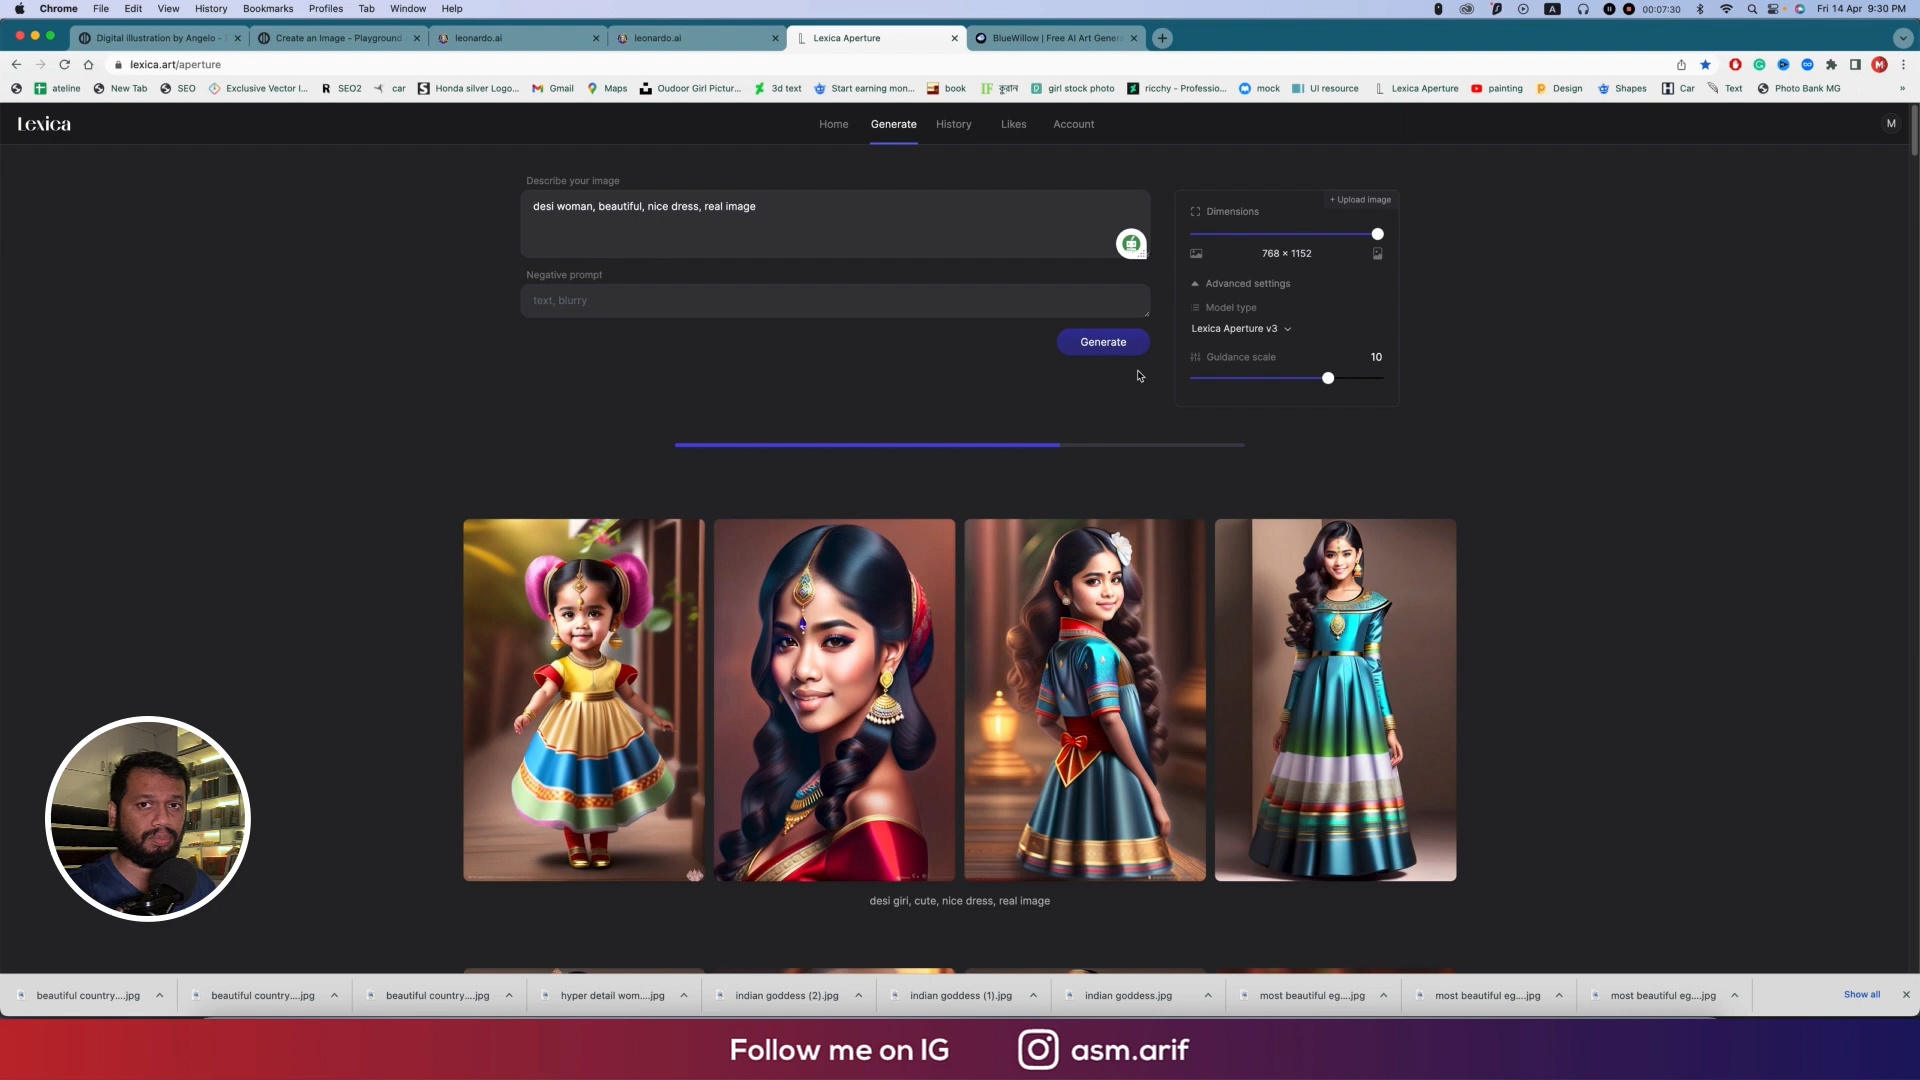 Chrome File Edit View History Bookmarks Profiles Tab Window Help
A 00:07:30 Fri 14 Apr 9:30 PM
Digital illustration by Angelo -
Create an Image - Playground
leonardo.ai
leonardo.ai
Lexica Aperture
BlueWillow | Free AI Art Genera
lexica.art/aperture
ateline New Tab SEO Exclusive Vector I... SEO2 car Honda silver Logo... Gmail Maps Oudoor Girl Pictur... 3d text Start earning mon... book कुरान girl stock photo ricchy - Professio... mock UI resource Lexica Aperture painting Design Shapes Car Text Photo Bank MG »
Lexica
Home Generate History Likes Account
M
Describe your image
desi woman, beautiful, nice dress, real image
Negative prompt
text, blurry
Generate
+ Upload image
Dimensions
768 × 1152
Advanced settings
Model type
Lexica Aperture v3
Guidance scale 10
desi girl, cute, nice dress, real image
beautiful country....jpg
beautiful country....jpg
beautiful country....jpg
hyper detail wom....jpg
indian goddess (2).jpg
indian goddess (1).jpg
indian goddess.jpg
most beautiful eg....jpg
most beautiful eg....jpg
most beautiful eg....jpg
Show all
Follow me on IG asm.arif